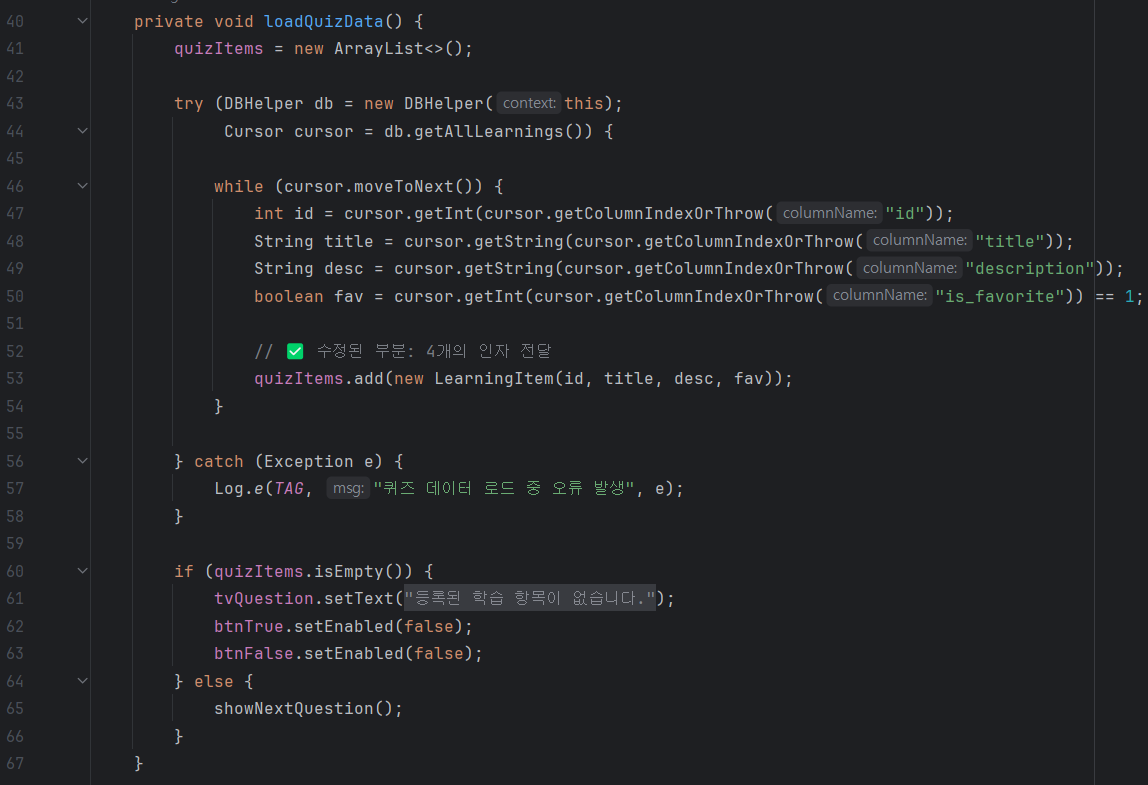 40 private void loadQuizData() {
41 quizItems = new ArrayList<>();
42
43 try (DBHelper db = new DBHelper( context: this);
44 Cursor cursor = db.getAllLearnings()) {
45
46 while (cursor.moveToNext()) {
47 int id = cursor.getInt(cursor.getColumnIndexOrThrow( columnName: "id"));
48 String title = cursor.getString(cursor.getColumnIndexOrThrow( columnName: "title"));
49 String desc = cursor.getString(cursor.getColumnIndexOrThrow( columnName: "description"));
50 boolean fav = cursor.getInt(cursor.getColumnIndexOrThrow( columnName: "is_favorite")) == 1;
51
52 // ✅ 수정된 부분: 4개의 인자 전달
53 quizItems.add(new LearningItem(id, title, desc, fav));
54 }
55
56 } catch (Exception e) {
57 Log.e(TAG, msg: "퀴즈 데이터 로드 중 오류 발생", e);
58 }
59
60 if (quizItems.isEmpty()) {
61 tvQuestion.setText("등록된 학습 항목이 없습니다.");
62 btnTrue.setEnabled(false);
63 btnFalse.setEnabled(false);
64 } else {
65 showNextQuestion();
66 }
67 }